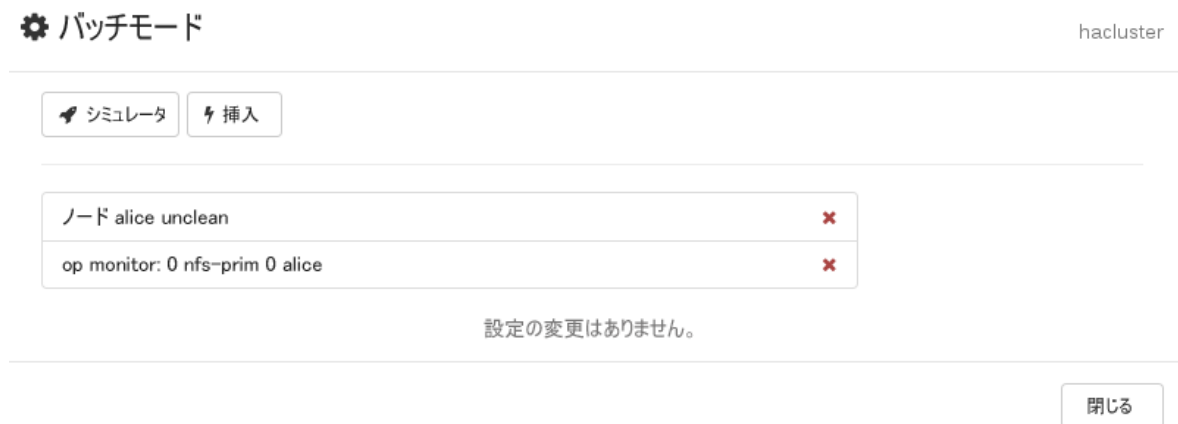 バッチモード
hacluster
シミュレータ 挿入
ノード alice unclean
op monitor: 0 nfs-prim 0 alice
設定の変更はありません。
閉じる